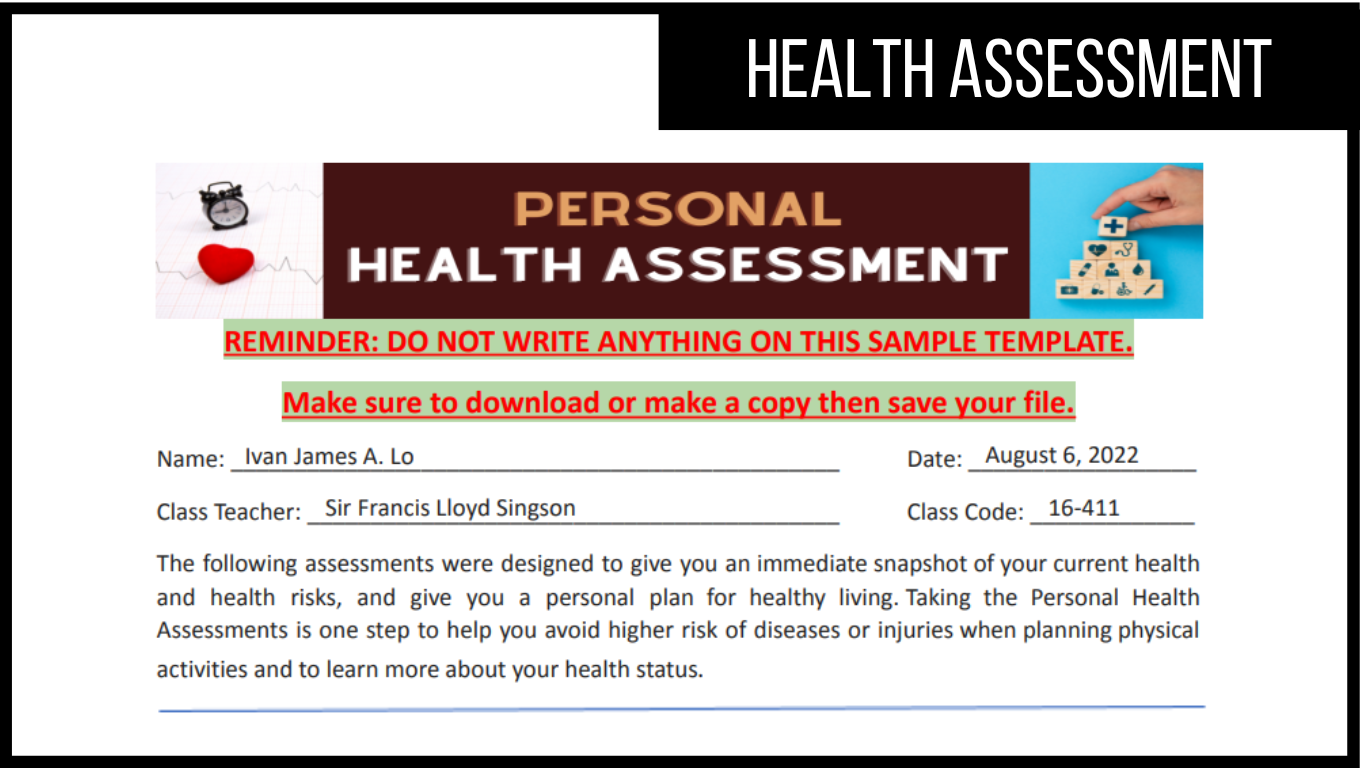 HEALTH ASSESSMENT
PERSONAL
HEALTH ASSESSMENT
REMINDER: DO NOT WRITE ANYTHING ON THIS SAMPLE TEMPLATE.
Make sure to download or make a copy then save your file.
Name: Ivan James A. Lo Date: August 6, 2022
Class Teacher: Sir Francis Lloyd Singson Class Code: 16-411
The following assessments were designed to give you an immediate snapshot of your current health
and health risks, and give you a personal plan for healthy living. Taking the Personal Health
Assessments is one step to help you avoid higher risk of diseases or injuries when planning physical
activities and to learn more about your health status.